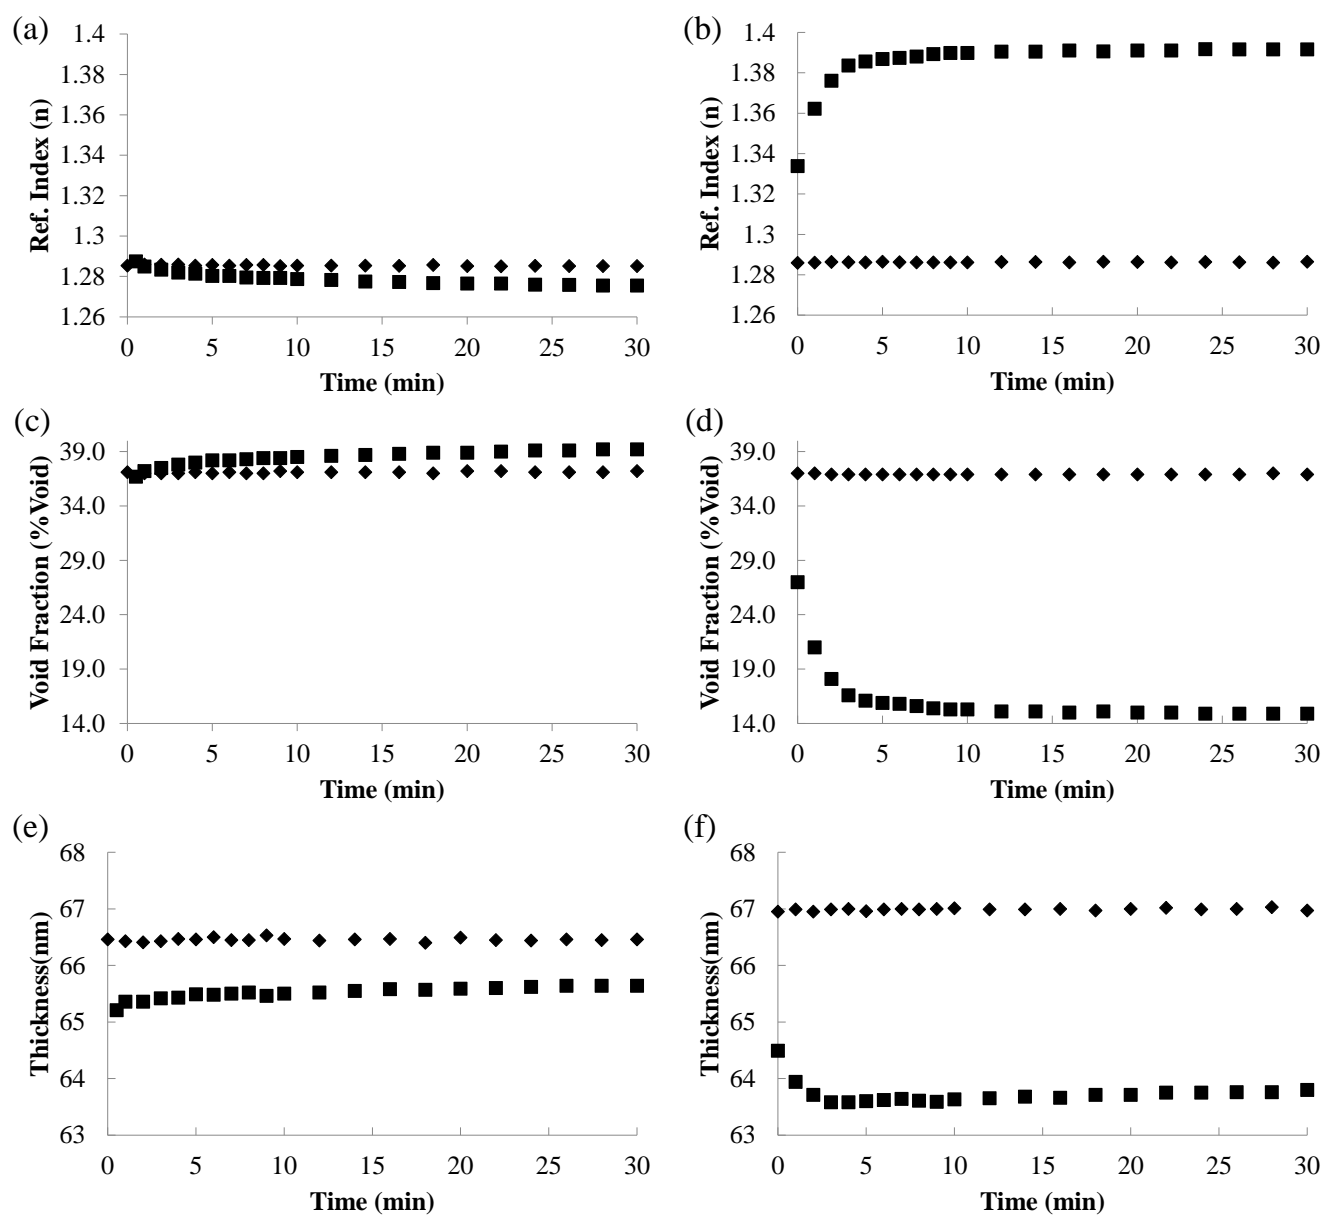 (a)
1.4
1.38
1.36
1.34
1.32
1.3
1.28
1.26
Ref. Index (n)
0 5 10 15 20 25 30
Time (min)
(b)
1.4
1.38
1.36
1.34
1.32
1.3
1.28
1.26
Ref. Index (n)
0 5 10 15 20 25 30
Time (min)
(c)
39.0
34.0
29.0
24.0
19.0
14.0
Void Fraction (%Void)
0 5 10 15 20 25 30
Time (min)
(d)
39.0
34.0
29.0
24.0
19.0
14.0
Void Fraction (%Void)
0 5 10 15 20 25 30
Time (min)
(e)
68
67
66
65
64
63
Thickness(nm)
0 5 10 15 20 25 30
Time (min)
(f)
68
67
66
65
64
63
Thickness(nm)
0 5 10 15 20 25 30
Time (min)